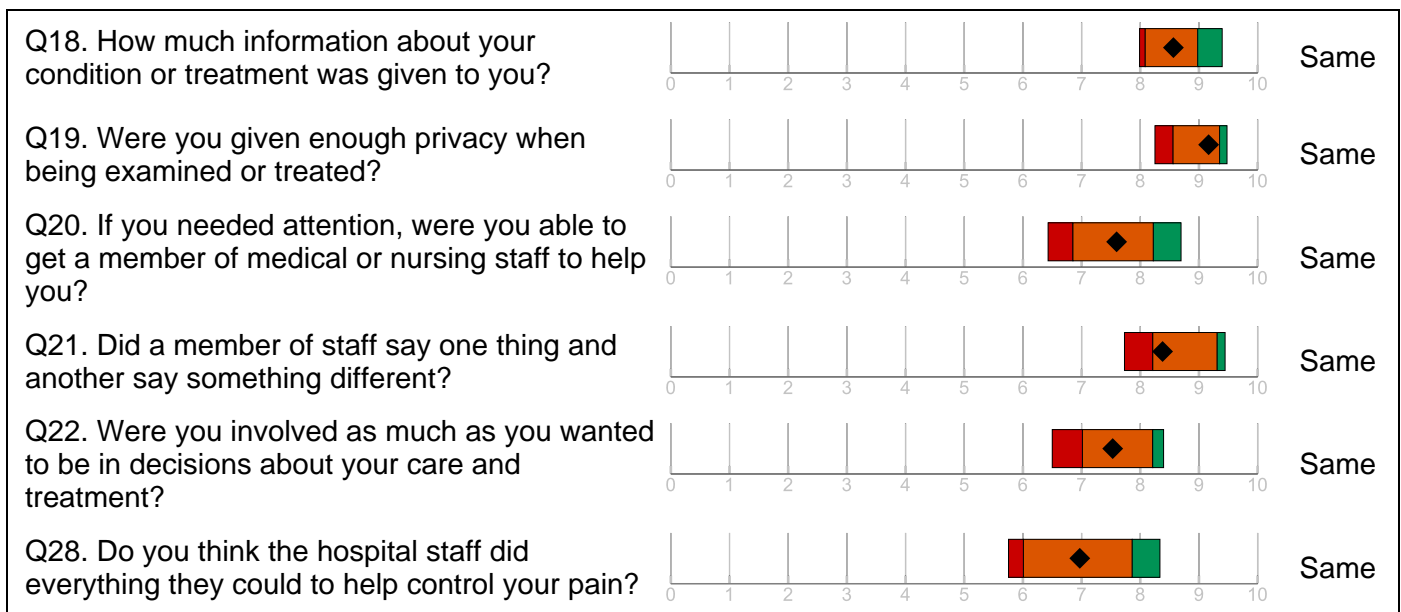 Q18. How much information about your
condition or treatment was given to you?
0 1 2 3 4 5 6 7 8 9 10
Same
Q19. Were you given enough privacy when
being examined or treated?
0 1 2 3 4 5 6 7 8 9 10
Same
Q20. If you needed attention, were you able to
get a member of medical or nursing staff to help
you?
0 1 2 3 4 5 6 7 8 9 10
Same
Q21. Did a member of staff say one thing and
another say something different?
0 1 2 3 4 5 6 7 8 9 10
Same
Q22. Were you involved as much as you wanted
to be in decisions about your care and
treatment?
0 1 2 3 4 5 6 7 8 9 10
Same
Q28. Do you think the hospital staff did
everything they could to help control your pain?
0 1 2 3 4 5 6 7 8 9 10
Same